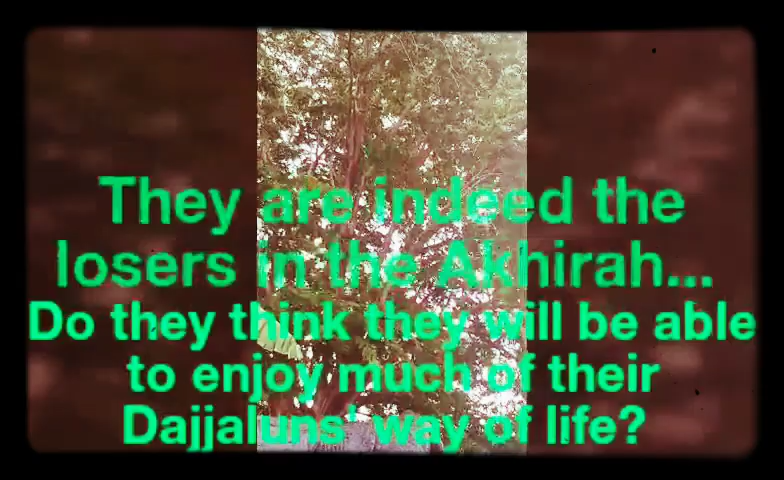 They are indeed the
losers in the Akhirah...
Do they think they will be able
to enjoy much of their
Dajjaluns' way of life?